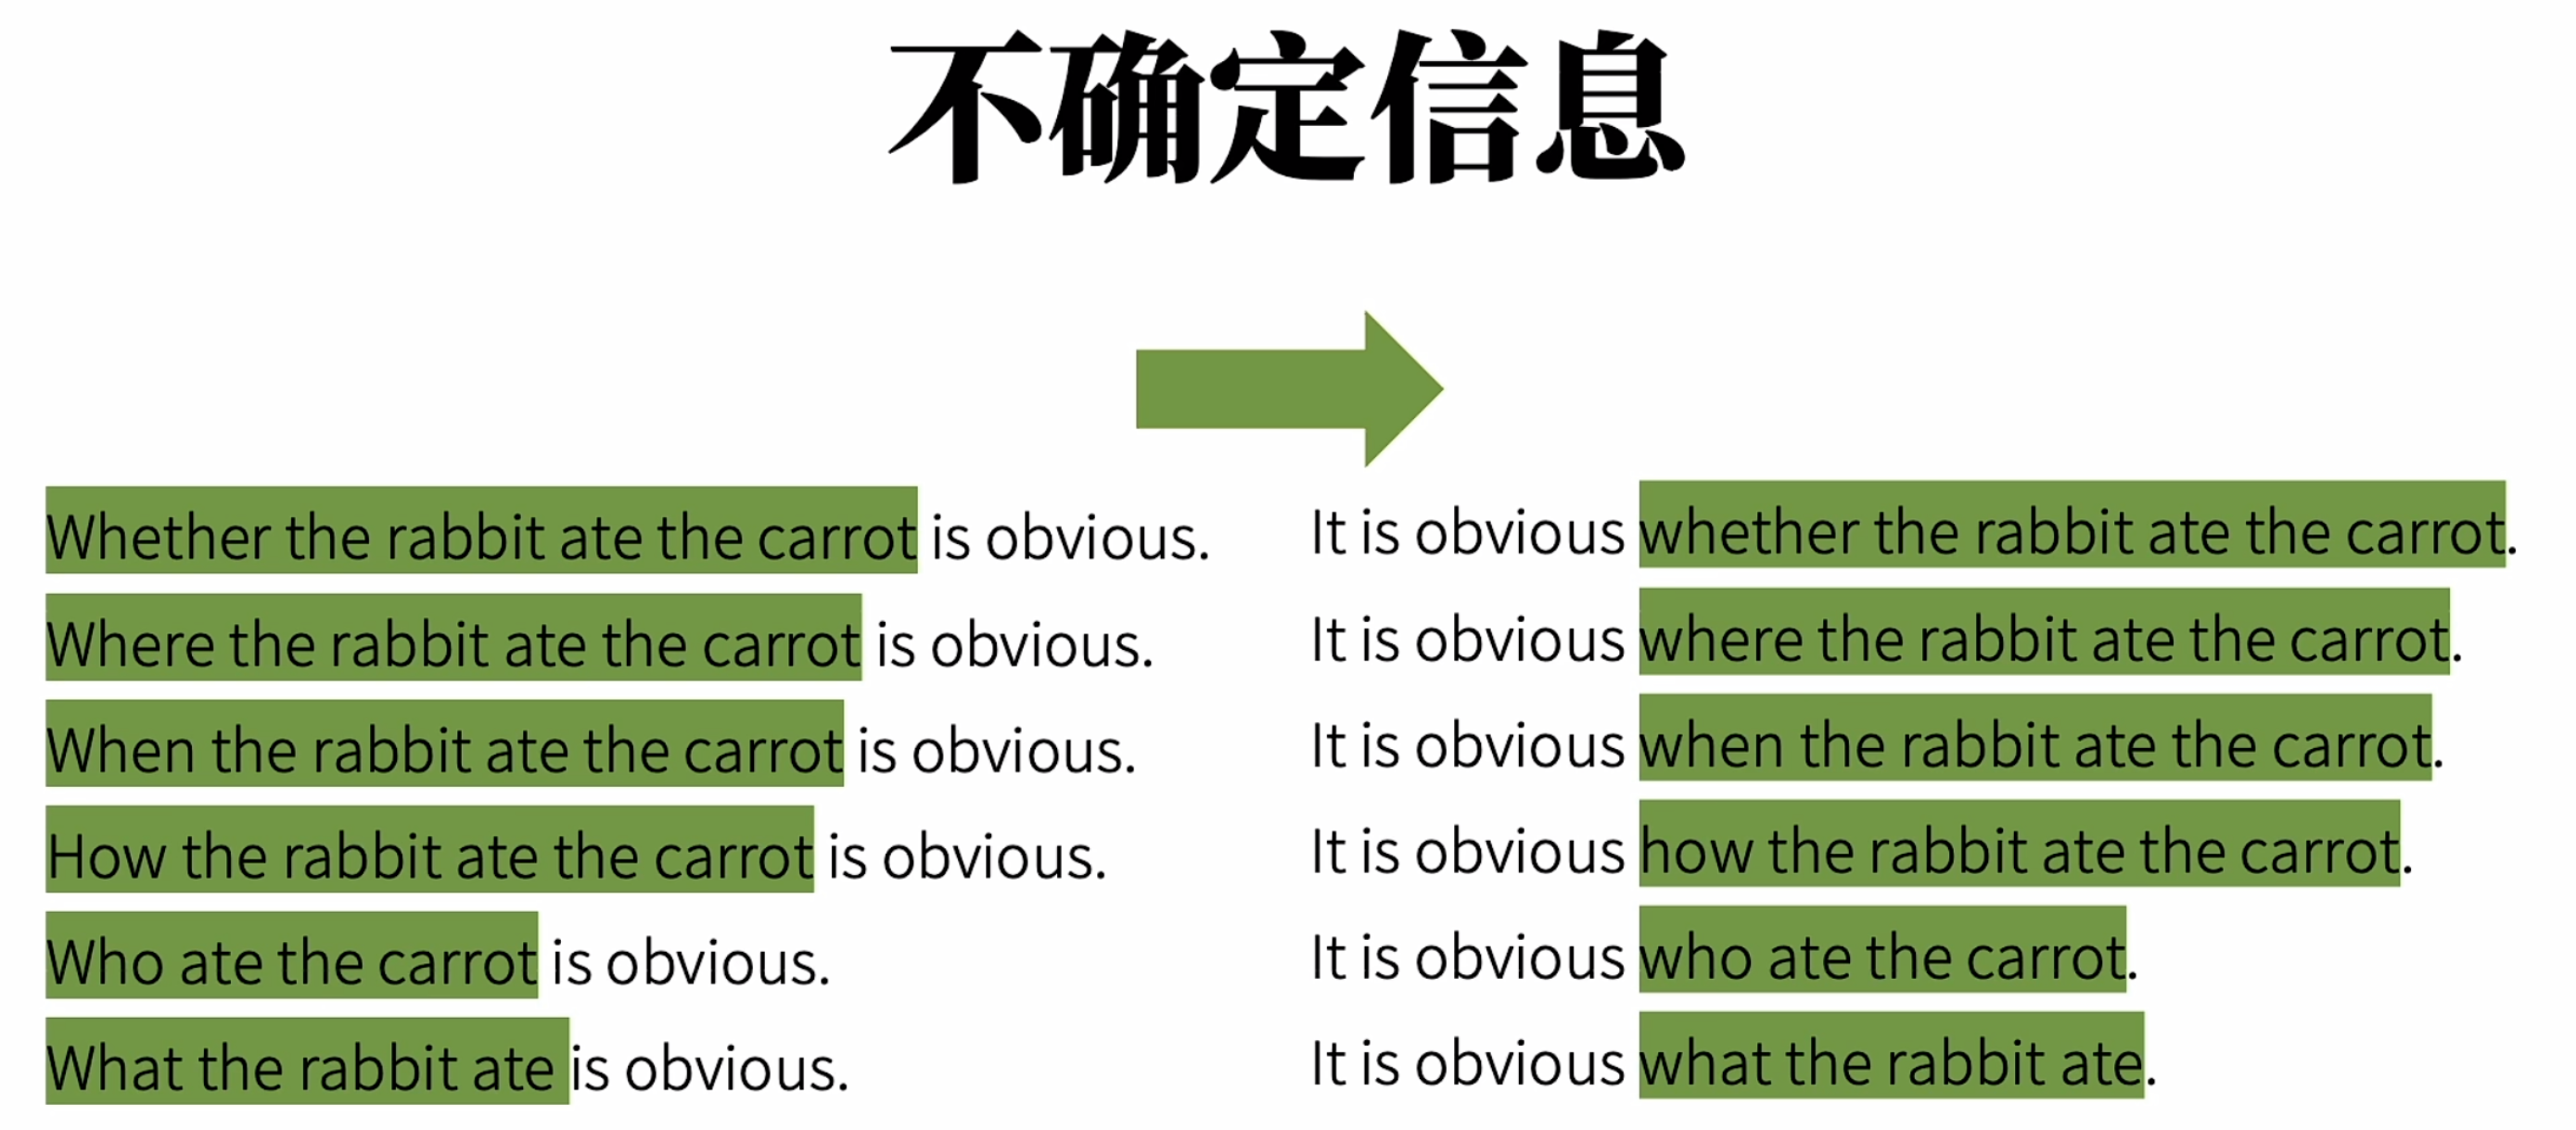 不确定信息
Whether the rabbit ate the carrot is obvious.
Where the rabbit ate the carrot is obvious.
When the rabbit ate the carrot is obvious.
How the rabbit ate the carrot is obvious.
Who ate the carrot is obvious.
What the rabbit ate is obvious.
It is obvious whether the rabbit ate the carrot.
It is obvious where the rabbit ate the carrot.
It is obvious when the rabbit ate the carrot.
It is obvious how the rabbit ate the carrot.
It is obvious who ate the carrot.
It is obvious what the rabbit ate.